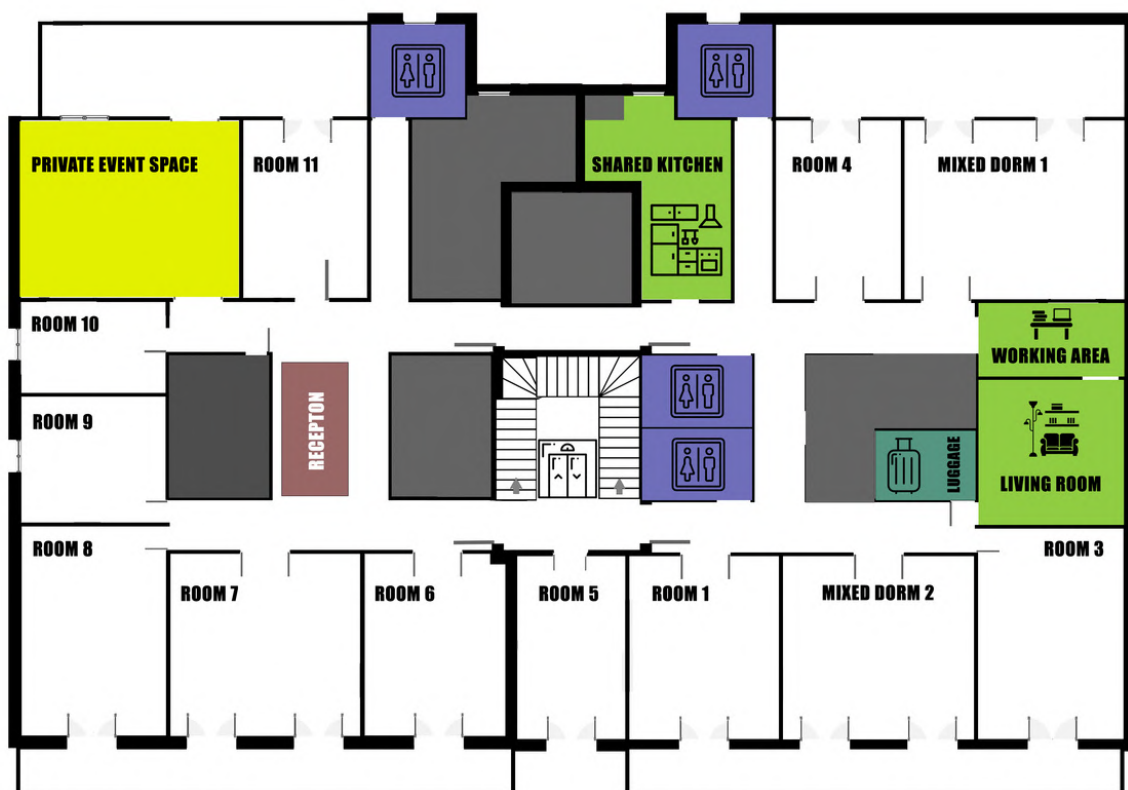 PRIVATE EVENT SPACE
ROOM 11
SHARED KITCHEN
ROOM 4
MIXED DORM 1
ROOM 10
WORKING AREA
ROOM 9
RECEPTON
LUGGAGE
LIVING ROOM
ROOM 8
ROOM 3
ROOM 7
ROOM 6
ROOM 5
ROOM 1
MIXED DORM 2